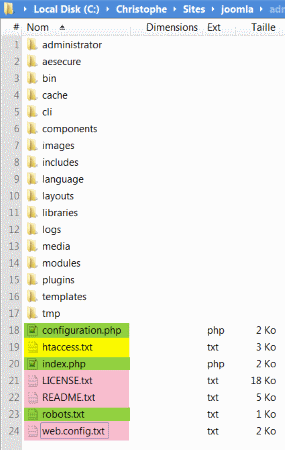 Local Disk (C:) Christophe Sites joomla
# Nom Dimensions Ext Taille
1 administrator
2 aesecure
3 bin
4 cache
5 cli
6 components
7 images
8 includes
9 language
10 layouts
11 libraries
12 logs
13 media
14 modules
15 plugins
16 templates
17 tmp
18 configuration.php php 2 Ko
19 htaccess.txt txt 3 Ko
20 index.php php 2 Ko
21 LICENSE.txt txt 18 Ko
22 README.txt txt 5 Ko
23 robots.txt txt 1 Ko
24 web.config.txt txt 2 Ko